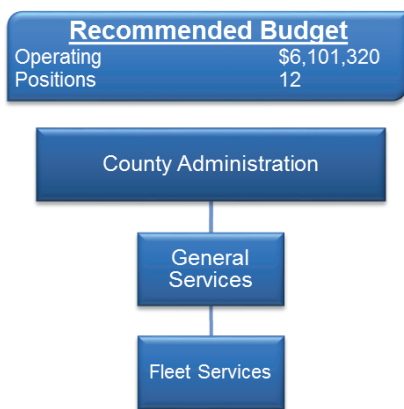 Recommended Budget
Operating $6,101,320
Positions 12
County Administration
General
Services
Fleet Services